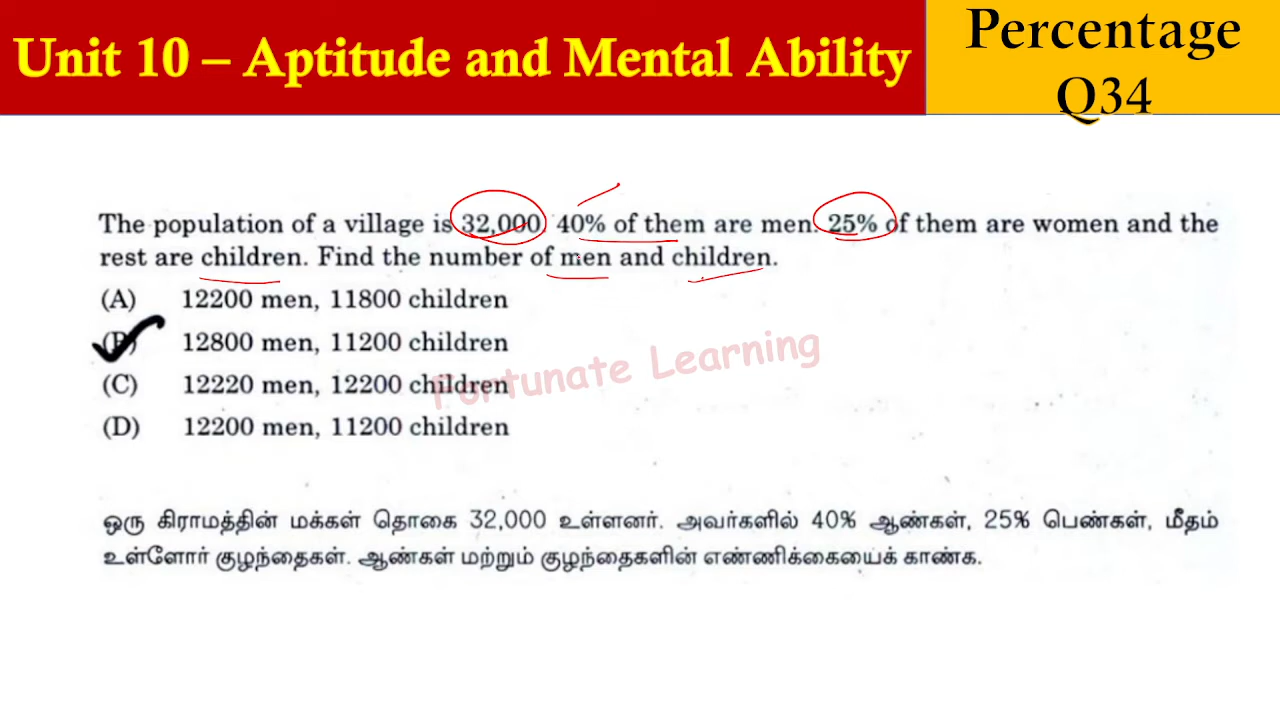 Unit 10 – Aptitude and Mental Ability
Percentage
Q34
The population of a village is 32,000 40% of them are men. 25% of them are women and the
rest are children. Find the number of men and children.
(A) 12200 men, 11800 children
(B) 12800 men, 11200 children
(C) 12220 men, 12200 children
(D) 12200 men, 11200 children
Fortunate Learning
ஒரு கிராமத்தின் மக்கள் தொகை 32,000 உள்ளனர். அவர்களில் 40% ஆண்கள், 25% பெண்கள், மீதம்
உள்ளோர் குழந்தைகள். ஆண்கள் மற்றும் குழந்தைகளின் எண்ணிக்கையைக் காண்க.